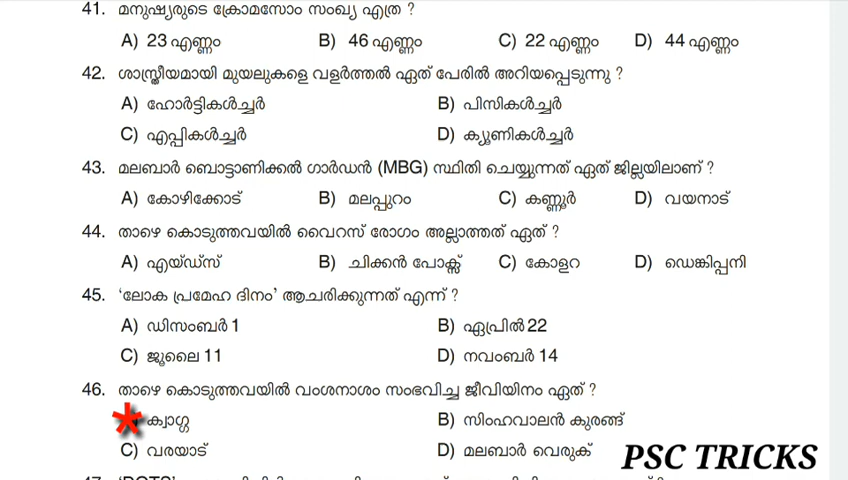 41. മനുഷ്യരുടെ ക്രോമസോം സംഖ്യ എത്ര ?
A) 23 എണ്ണം B) 46 എണ്ണം C) 22 എണ്ണം D) 44 എണ്ണം
42. ശാസ്ത്രീയമായി മുയലുകളെ വളർത്തൽ ഏത് പേരിൽ അറിയപ്പെടുന്നു ?
A) ഹോർട്ടികൾച്ചർ B) പിസികൾച്ചർ
C) എപ്പികൾച്ചർ D) ക്യൂണികൾച്ചർ
43. മലബാർ ബൊട്ടാണിക്കൽ ഗാർഡൻ (MBG) സ്ഥിതി ചെയ്യുന്നത് ഏത് ജില്ലയിലാണ് ?
A) കോഴിക്കോട് B) മലപ്പുറം C) കണ്ണൂർ D) വയനാട്
44. താഴെ കൊടുത്തവയിൽ വൈറസ് രോഗം അല്ലാത്തത് ഏത് ?
A) എയ്ഡ്സ് B) ചിക്കൻ പോക്സ് C) കോളറ D) ഡെങ്കിപ്പനി
45. ‘ലോക പ്രമേഹ ദിനം’ ആചരിക്കുന്നത് എന്ന് ?
A) ഡിസംബർ 1 B) ഏപ്രിൽ 22
C) ജൂലൈ 11 D) നവംബർ 14
46. താഴെ കൊടുത്തവയിൽ വംശനാശം സംഭവിച്ച ജീവിയിനം ഏത് ?
ക്വാഗ്ഗ B) സിംഹവാലൻ കുരങ്ങ്
C) വരയാട് D) മലബാർ വെരുക്
PSC TRICKS